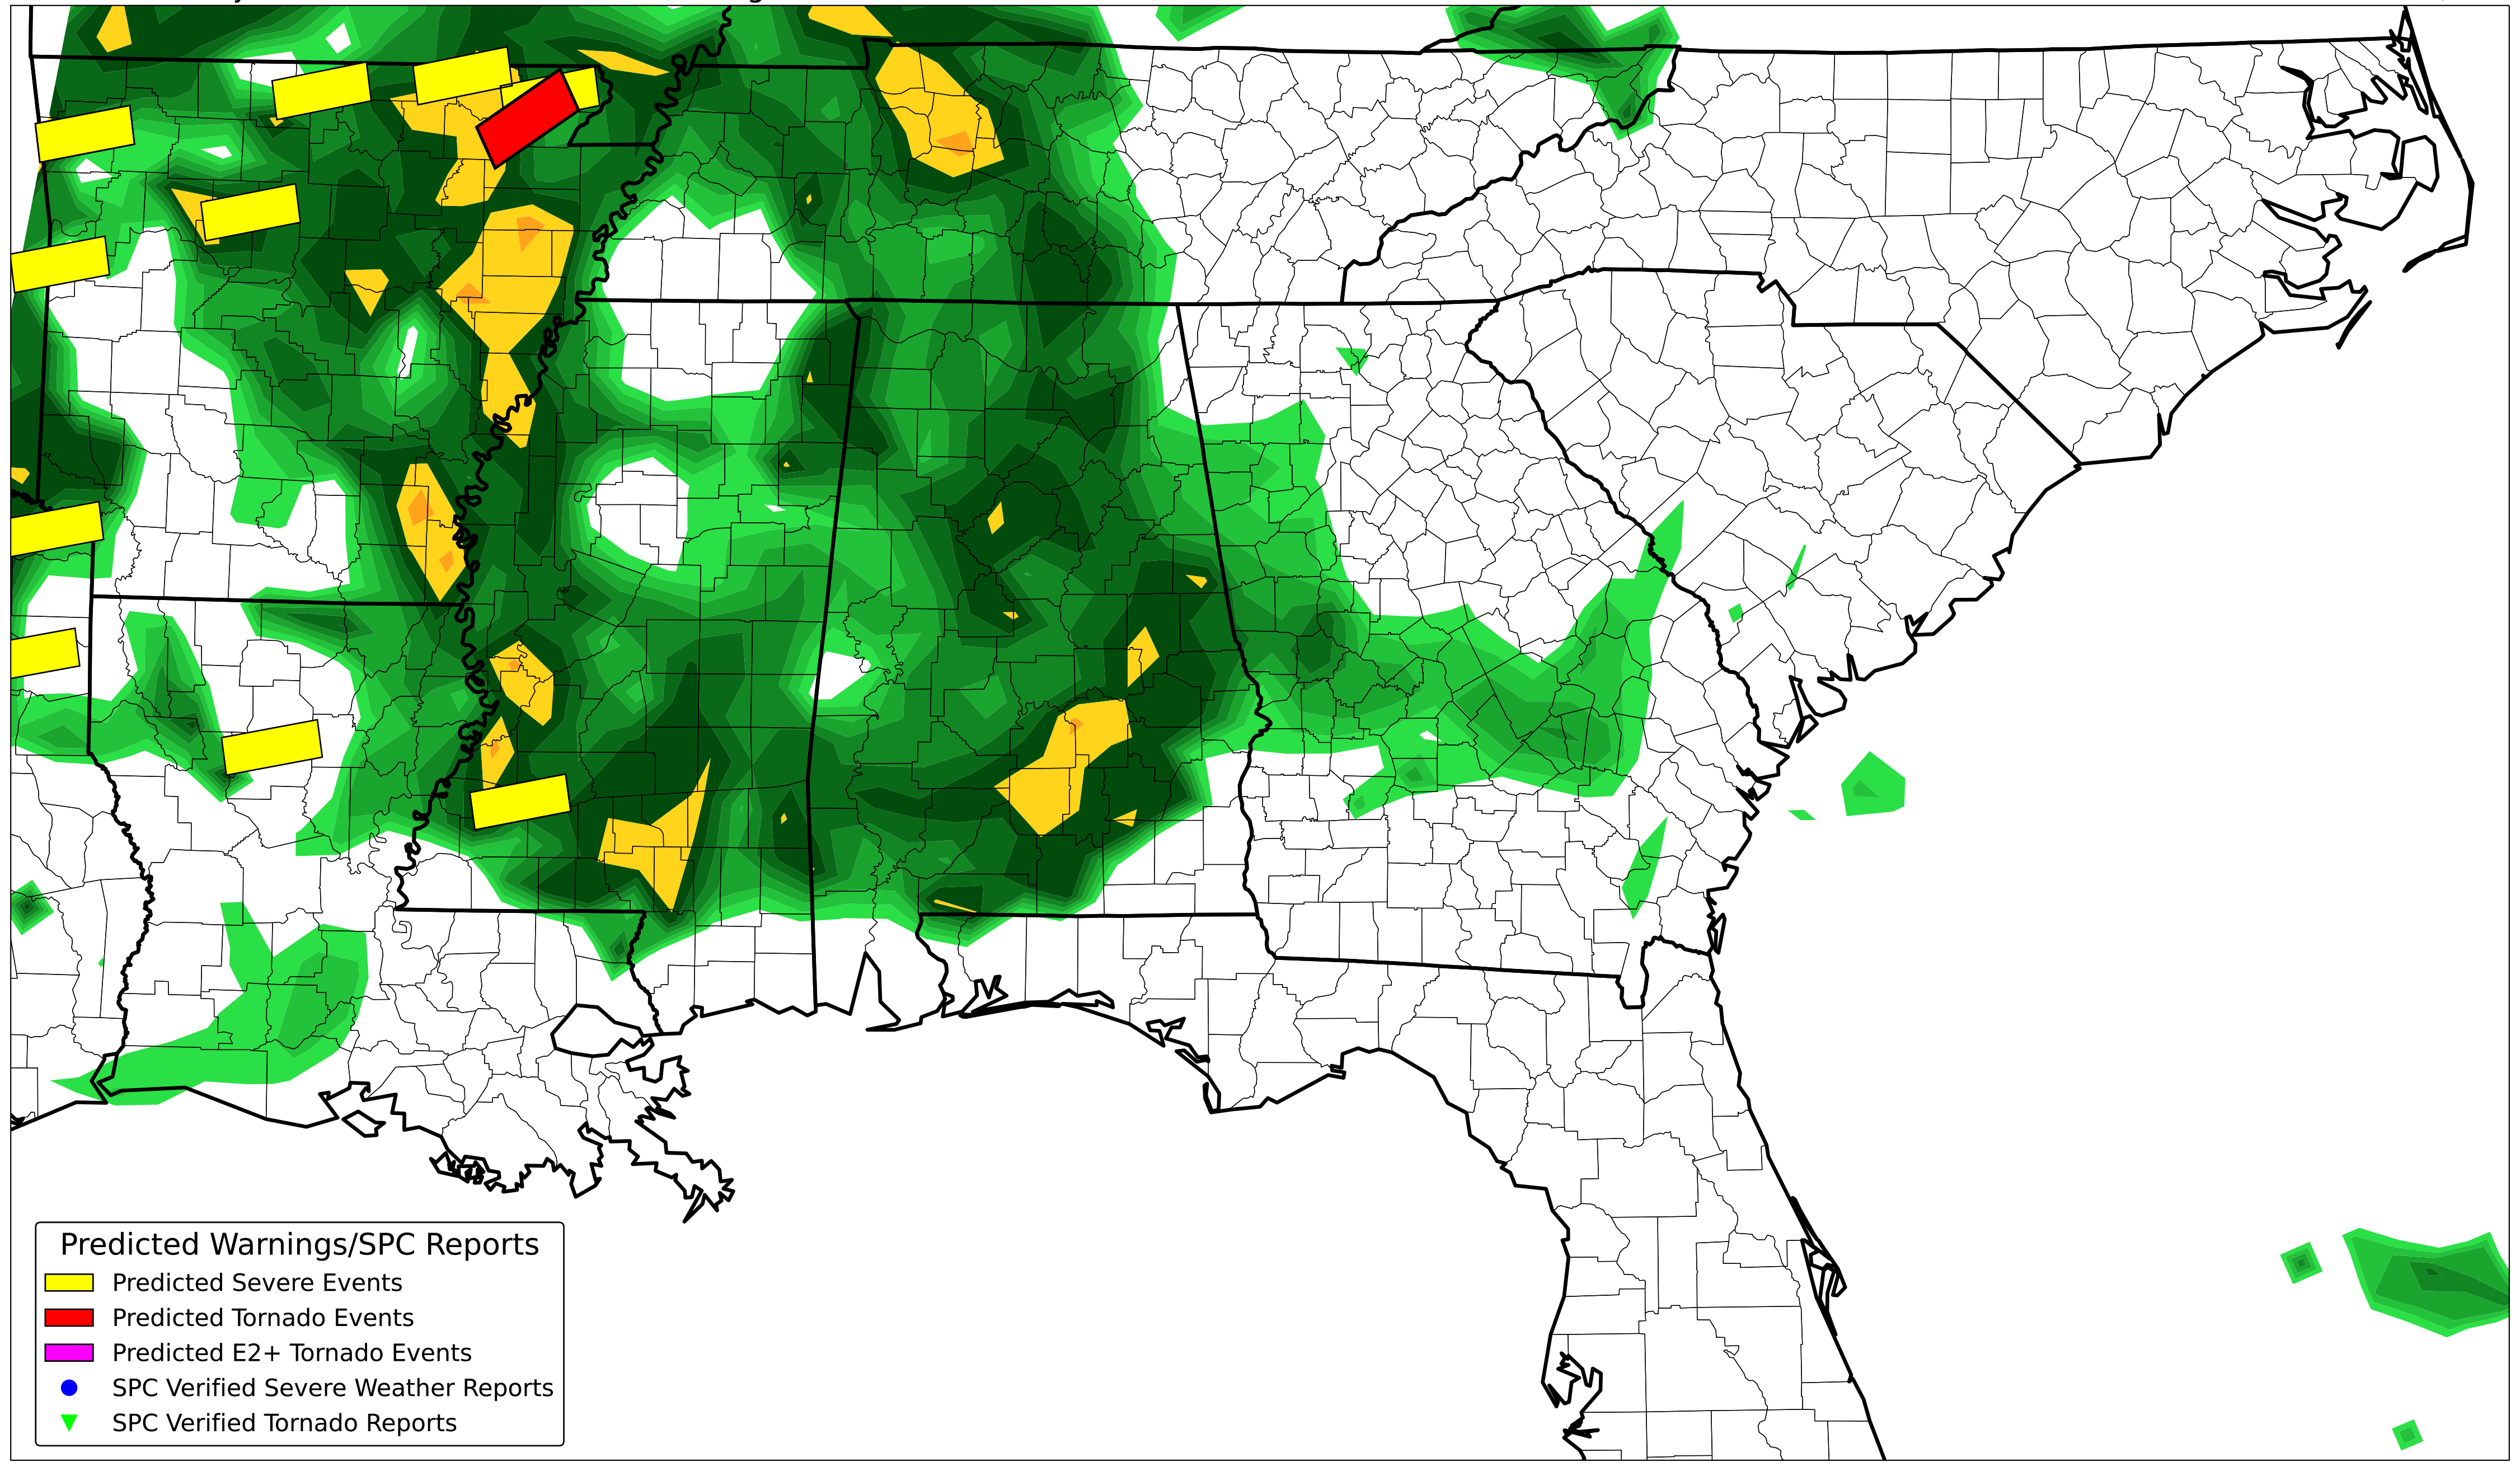 Predicted Warnings/SPC Reports
Predicted Severe Events
Predicted Tornado Events
Predicted E2+ Tornado Events
SPC Verified Severe Weather Reports
SPC Verified Tornado Reports